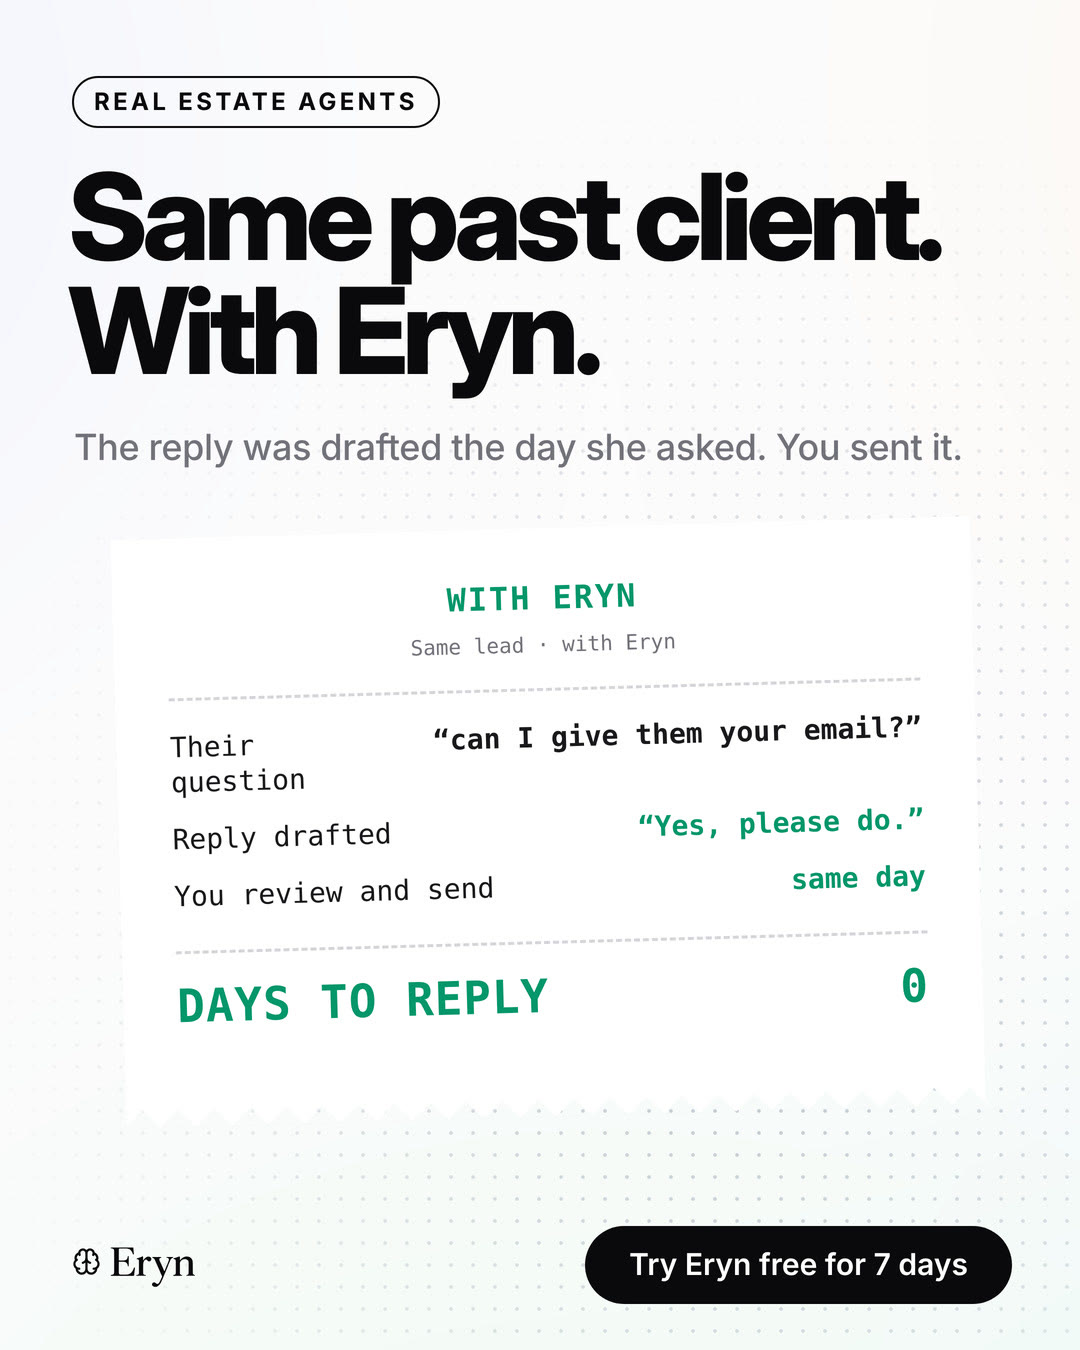 REAL ESTATE AGENTS
Same past client.
With Eryn.
The reply was drafted the day she asked. You sent it.
WITH ERYN
Same lead · with Eryn
Their question “can I give them your email?”
Reply drafted “Yes, please do.”
You review and send same day
DAYS TO REPLY 0
Eryn
Try Eryn free for 7 days